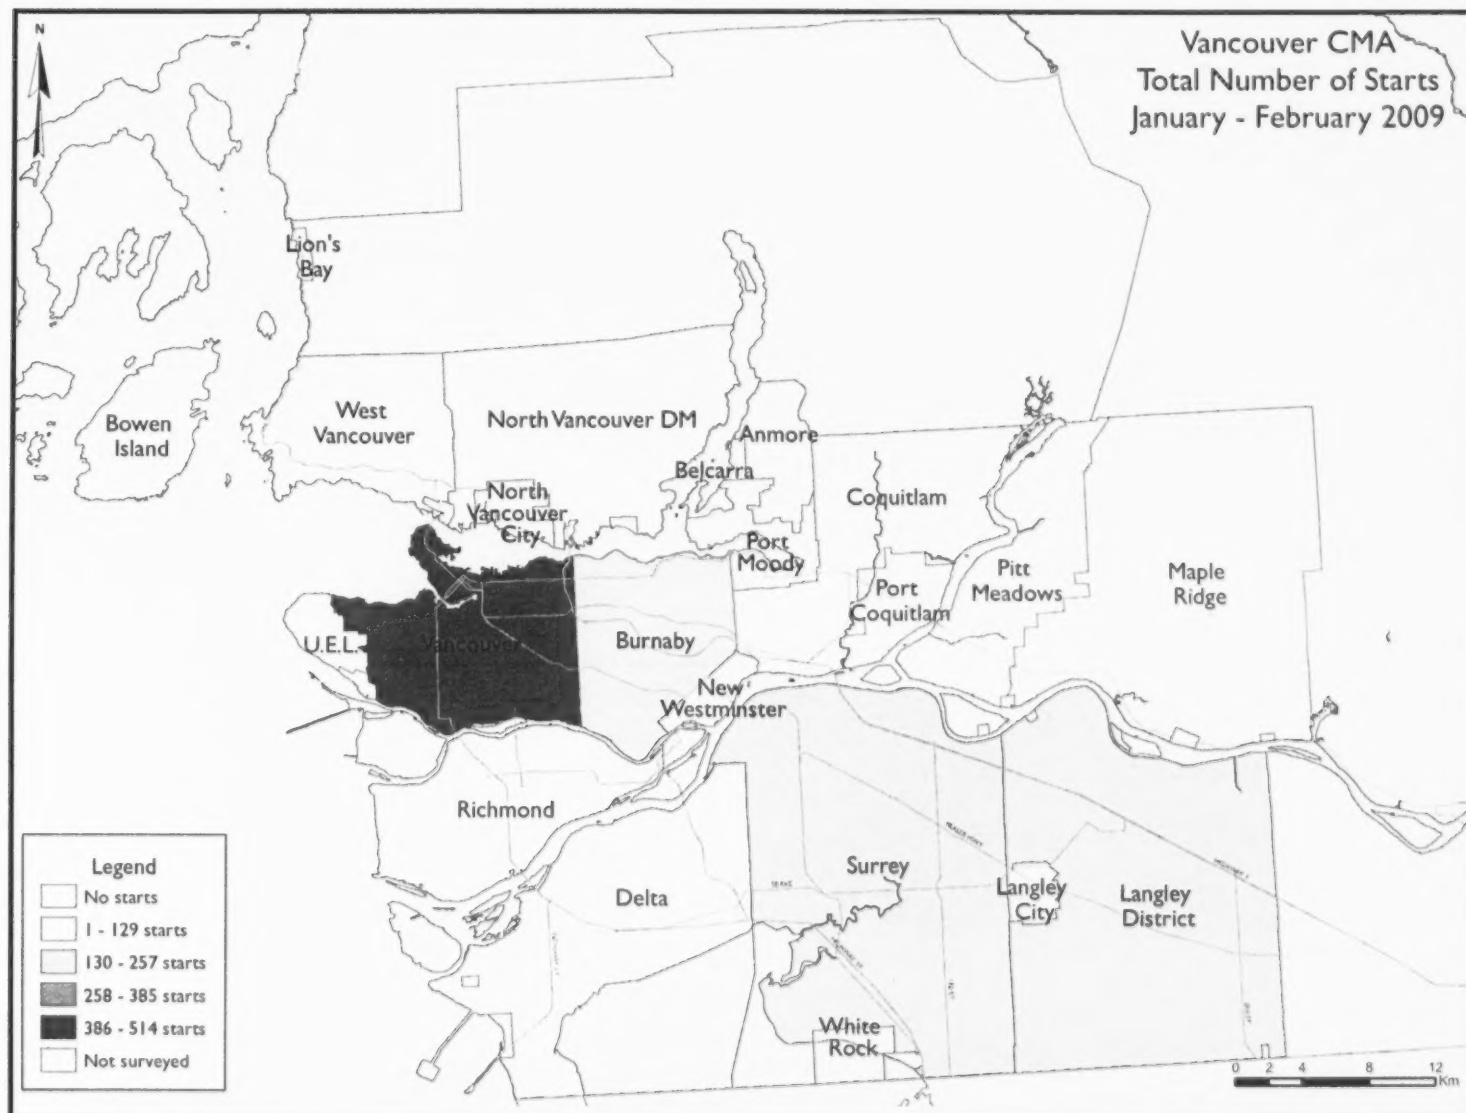 N
Vancouver CMA
Total Number of Starts
January - February 2009
Lion's
Bay
Bowen
Island
West
Vancouver
North Vancouver DM
Anmore
Belcarra
North
Vancouver
City
Coquitlam
Port
Moody
Pitt
Meadows
Maple
Ridge
Port
Coquitlam
U.E.L.
Vancouver
Burnaby
New
Westminster
Richmond
Surrey
Delta
Langley
City
Langley
District
White
Rock
Legend
No starts
1 - 129 starts
130 - 257 starts
258 - 385 starts
386 - 514 starts
Not surveyed
0 2 4 8 12
Km